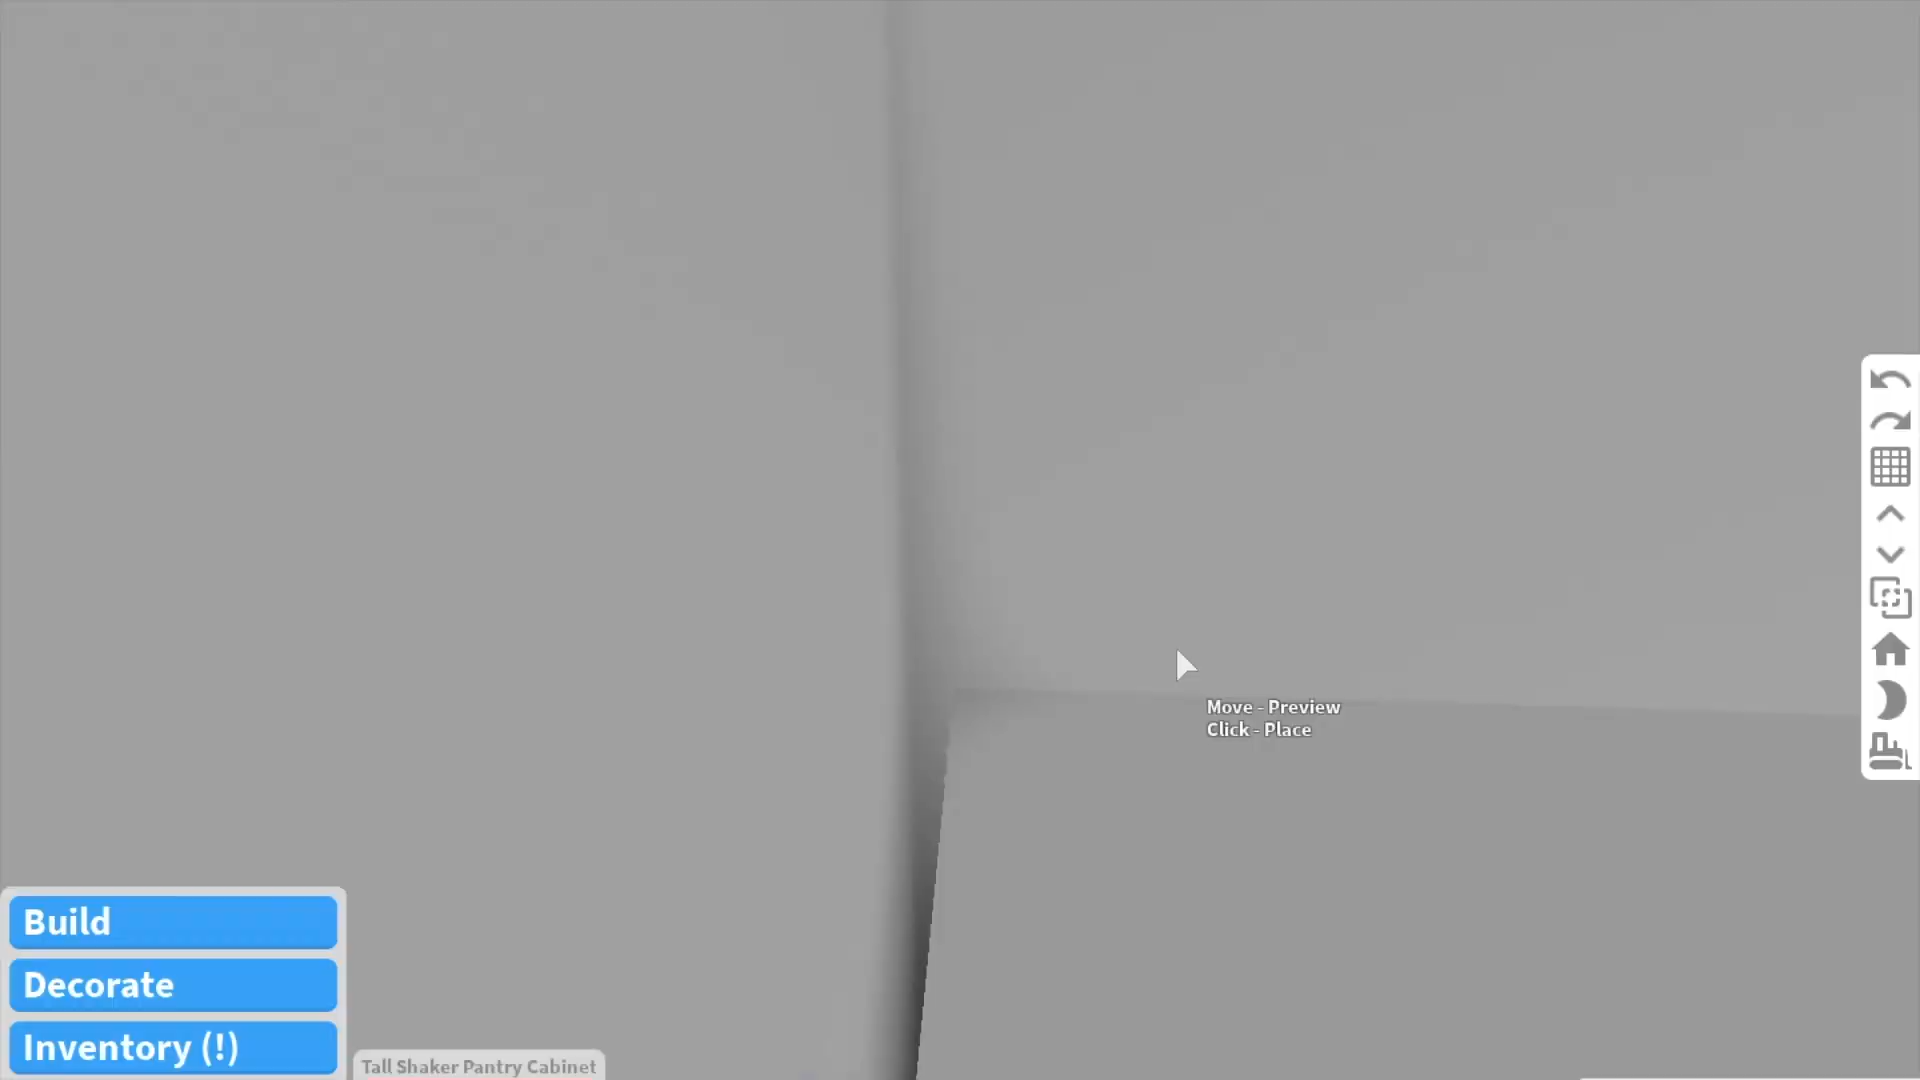 Move - Preview
Click - Place
Build
Decorate
Inventory (!)
Tall Shaker Pantry Cabinet